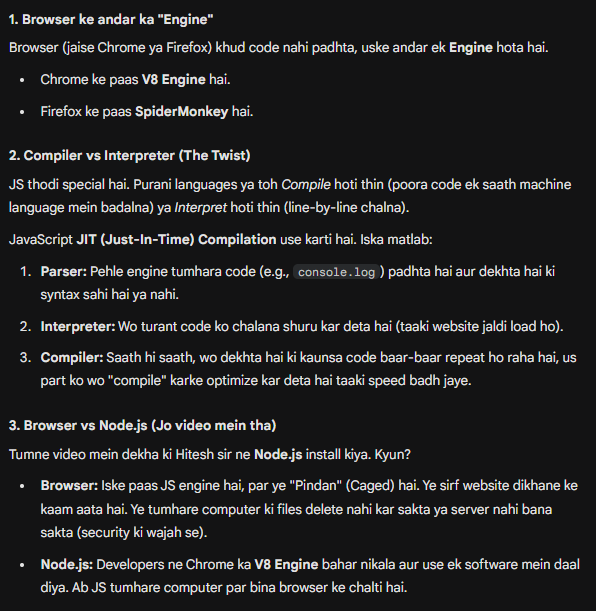 1. Browser ke andar ka "Engine"
Browser (jaise Chrome ya Firefox) khud code nahi padhta, uske andar ek Engine hota hai.
• Chrome ke paas V8 Engine hai.
• Firefox ke paas SpiderMonkey hai.
2. Compiler vs Interpreter (The Twist)
JS thodi special hai. Purani languages ya toh Compile hoti thin (poora code ek saath machine
language mein badalna) ya Interpret hoti thin (line-by-line chalna).
JavaScript JIT (Just-In-Time) Compilation use karti hai. Iska matlab:
1. Parser: Pehle engine tumhara code (e.g., console.log ) padhta hai aur dekhta hai ki
syntax sahi hai ya nahi.
2. Interpreter: Wo turant code ko chalana shuru kar deta hai (taaki website jaldi load ho).
3. Compiler: Saath hi saath, wo dekhta hai ki kaunsa code baar-baar repeat ho raha hai, us
part ko wo "compile" karke optimize kar deta hai taaki speed badh jaye.
3. Browser vs Node.js (Jo video mein tha)
Tumne video mein dekha ki Hitesh sir ne Node.js install kiya. Kyun?
• Browser: Iske paas JS engine hai, par ye "Pindan" (Caged) hai. Ye sirf website dikhane ke
kaam aata hai. Ye tumhare computer ki files delete nahi kar sakta ya server nahi bana
sakta (security ki wajah se).
• Node.js: Developers ne Chrome ka V8 Engine bahar nikala aur use ek software mein daal
diya. Ab JS tumhare computer par bina browser ke chalti hai.